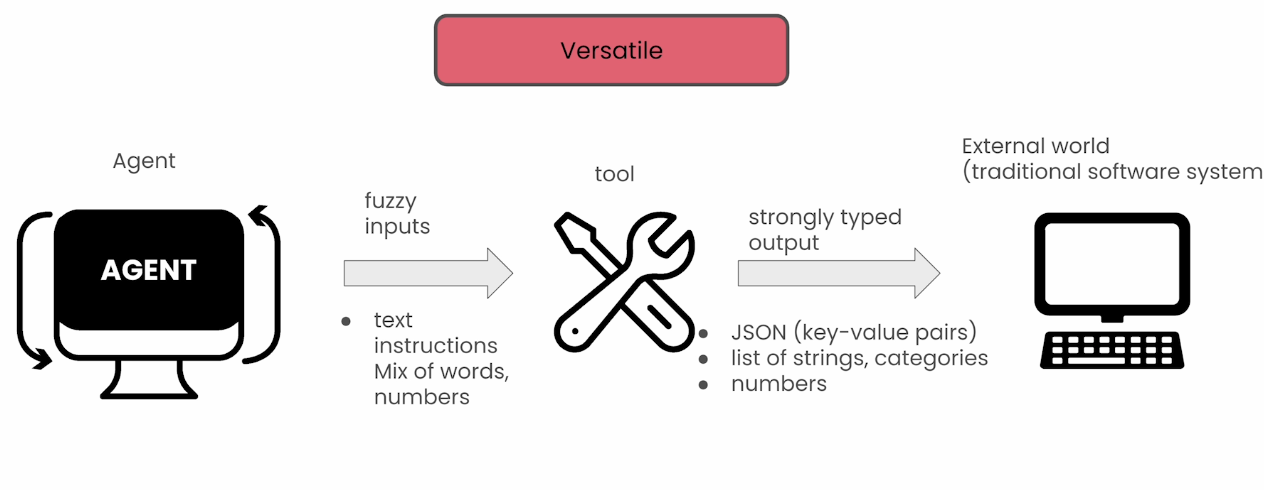 Versatile
Agent
AGENT
fuzzy
inputs
text
instructions
Mix of words,
numbers
tool
strongly typed
output
JSON (key-value pairs)
list of strings, categories
numbers
External world
(traditional software system